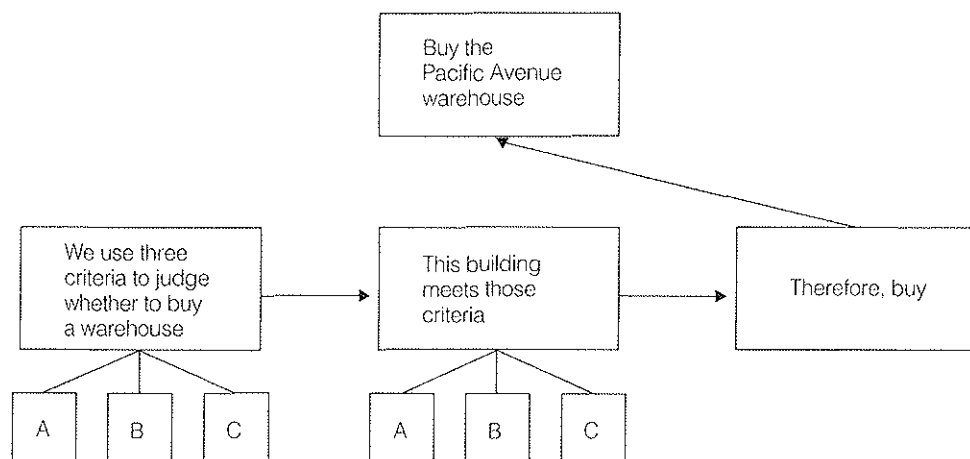 Buy the
Pacific Avenue
warehouse
We use three
criteria to judge
whether to buy
a warehouse
This building
meets those
criteria
Therefore, buy
A
B
C
A
B
C